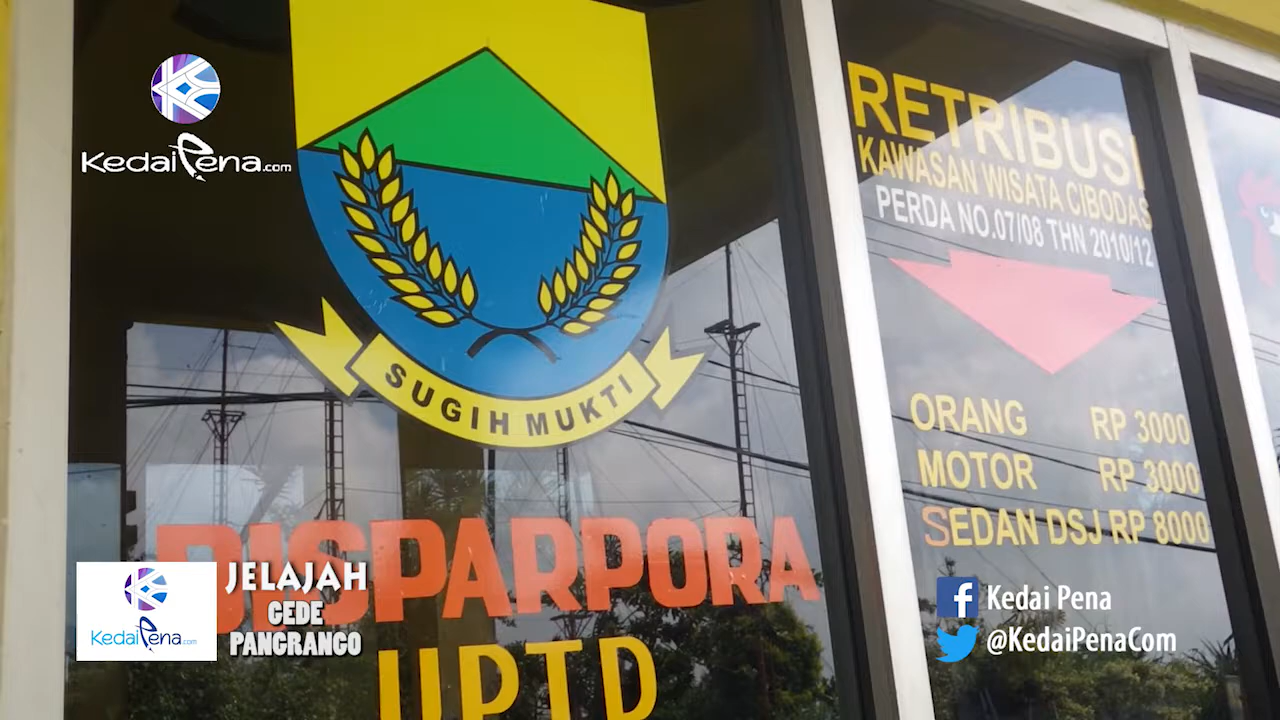 KedaiPena.com
SUGIH MUKTI
DISPARPORA
UPTD
RETRIBUSI
KAWASAN WISATA CIBODAS
PERDA NO.07/08 THN 2010/12
ORANG RP 3000
MOTOR RP 3000
SEDAN DSJ RP 8000
KedaiPena.com
JELAJAH
GEDE
PANGRANGO
f Kedai Pena
@KedaiPenaCom